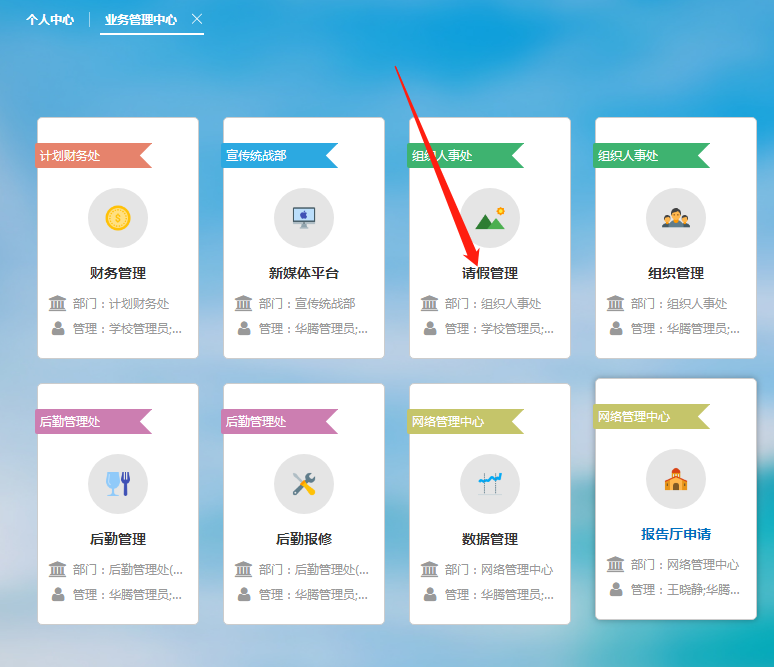 个人中心 业务管理中心
计划财务处
财务管理
部门：计划财务处
管理：学校管理员;...
宣传统战部
新媒体平台
部门：宣传统战部
管理：华腾管理员;...
组织人事处
请假管理
部门：组织人事处
管理：学校管理员;...
组织人事处
组织管理
部门：组织人事处
管理：华腾管理员;...
后勤管理处
后勤管理
部门：后勤管理处(...
管理：华腾管理员;...
后勤管理处
后勤报修
部门：后勤管理处(...
管理：华腾管理员;...
网络管理中心
数据管理
部门：网络管理中心
管理：华腾管理员;...
网络管理中心
报告厅申请
部门：网络管理中心
管理：王晓静;华腾...